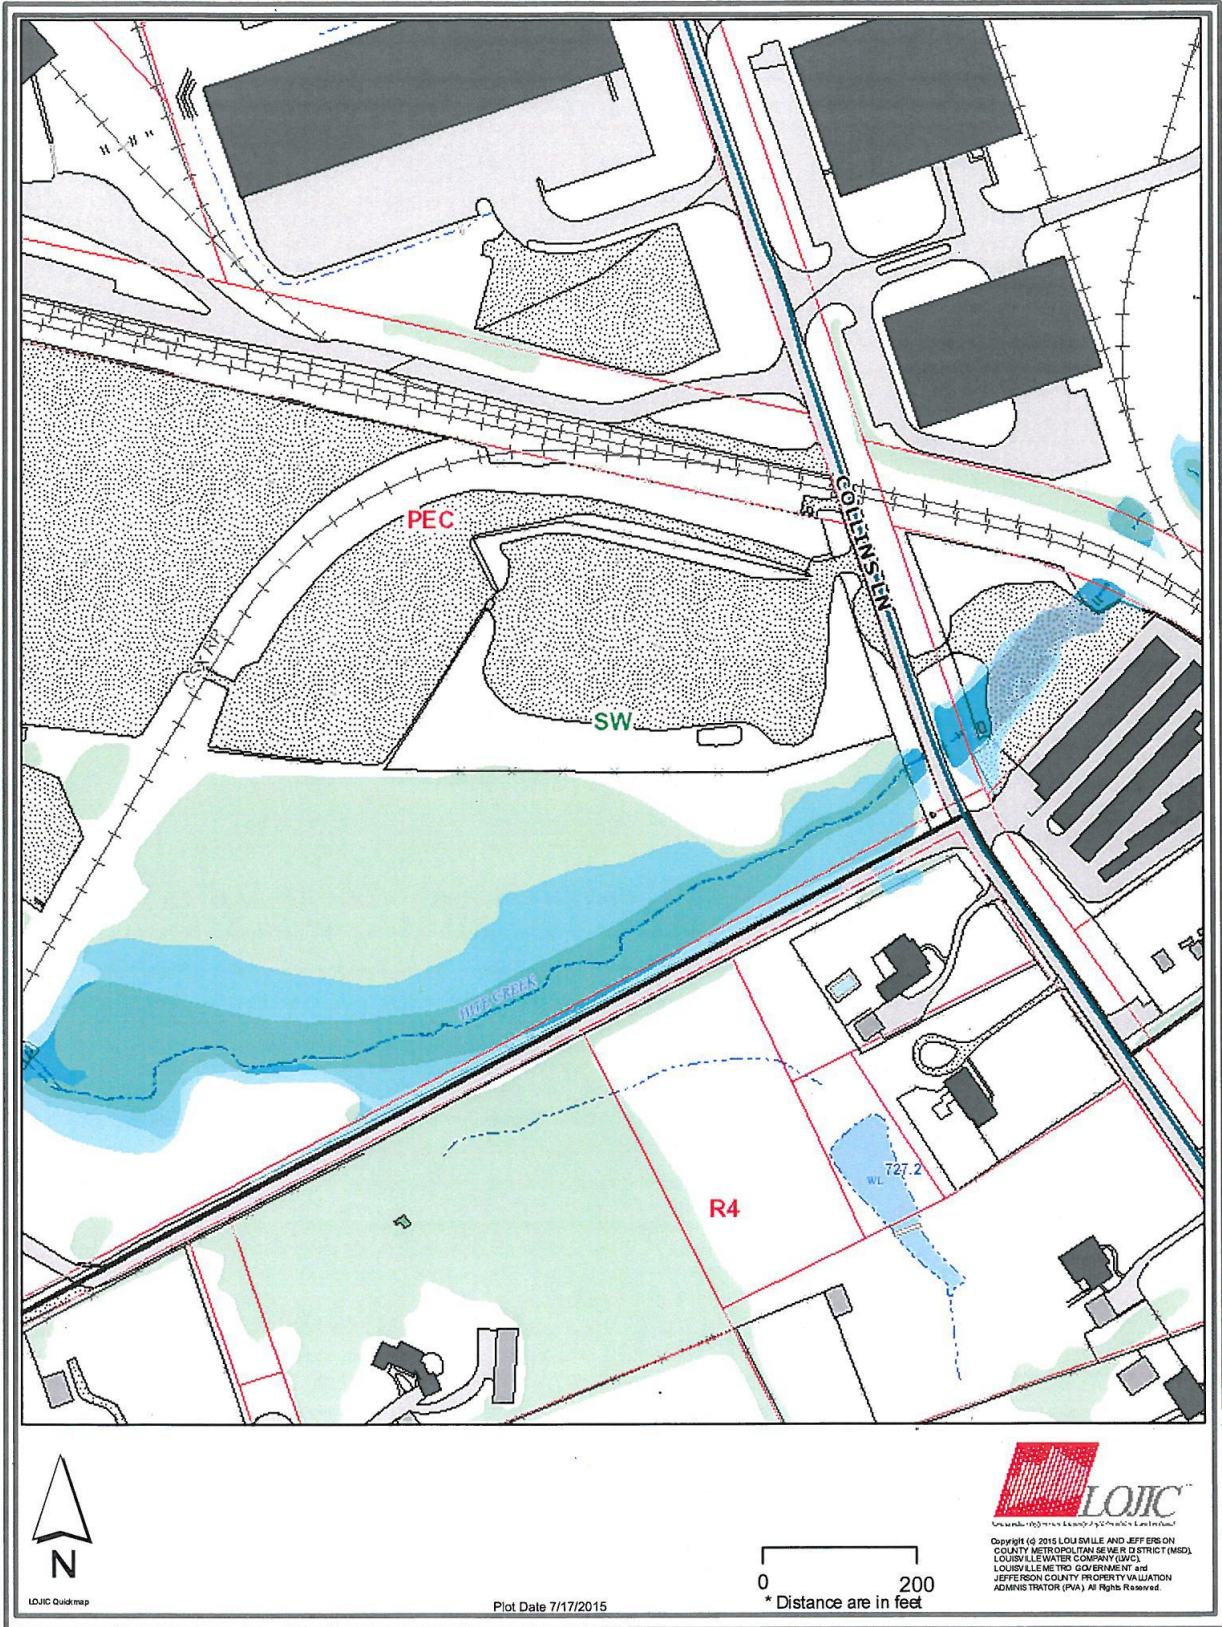 COLLINS LN
PEC
SW
HITE CREEK
727.2
WL
R4
N
LOJIC
Copyright (c) 2015 LOUISVILLE AND JEFFERSON
COUNTY METROPOLITAN SEWER DISTRICT (MSD),
LOUISVILLE WATER COMPANY (LWC),
LOUISVILLE METRO GOVERNMENT and
JEFFERSON COUNTY PROPERTY VALUATION
ADMINISTRATOR (PVA) All Rights Reserved.
0 200
* Distance are in feet
LOJIC Quickmap
Plot Date 7/17/2015